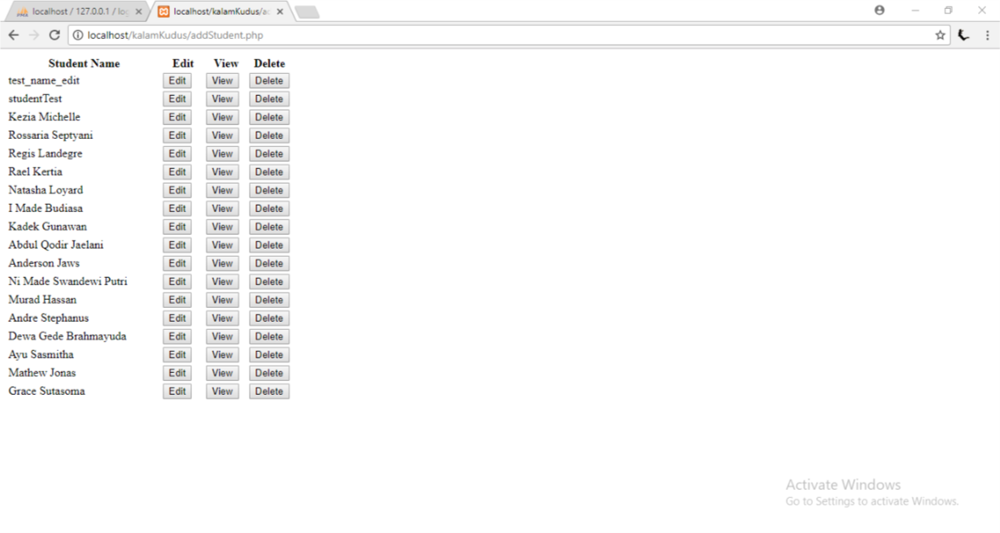 localhost / 127.0.0.1 / log
localhost/kalamKudus/ad
localhost/kalamKudus/addStudent.php
Student Name Edit View Delete
test_name_edit Edit View Delete
studentTest Edit View Delete
Kezia Michelle Edit View Delete
Rossaria Septyani Edit View Delete
Regis Landegre Edit View Delete
Rael Kertia Edit View Delete
Natasha Loyard Edit View Delete
I Made Budiasa Edit View Delete
Kadek Gunawan Edit View Delete
Abdul Qodir Jaelani Edit View Delete
Anderson Jaws Edit View Delete
Ni Made Swandewi Putri Edit View Delete
Murad Hassan Edit View Delete
Andre Stephanus Edit View Delete
Dewa Gede Brahmayuda Edit View Delete
Ayu Sasmitha Edit View Delete
Mathew Jonas Edit View Delete
Grace Sutasoma Edit View Delete
Activate Windows
Go to Settings to activate Windows.